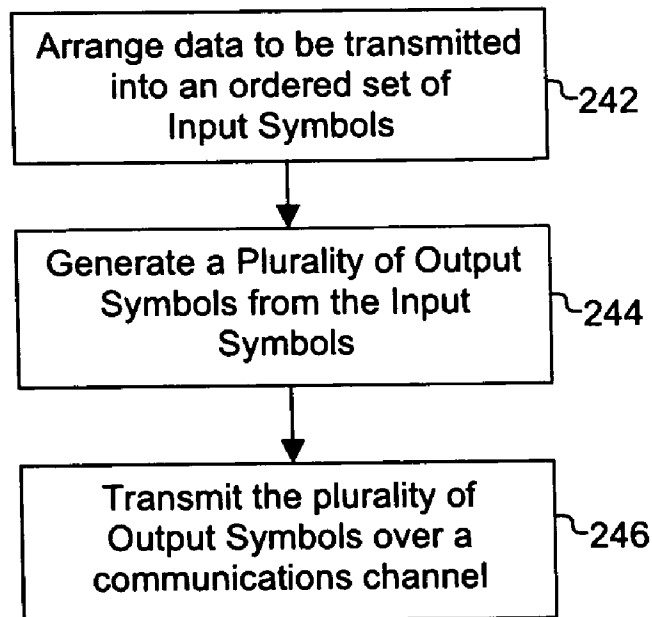 Arrange data to be transmitted
into an ordered set of
Input Symbols
242
Generate a Plurality of Output
Symbols from the Input
Symbols
244
Transmit the plurality of
Output Symbols over a
communications channel
246